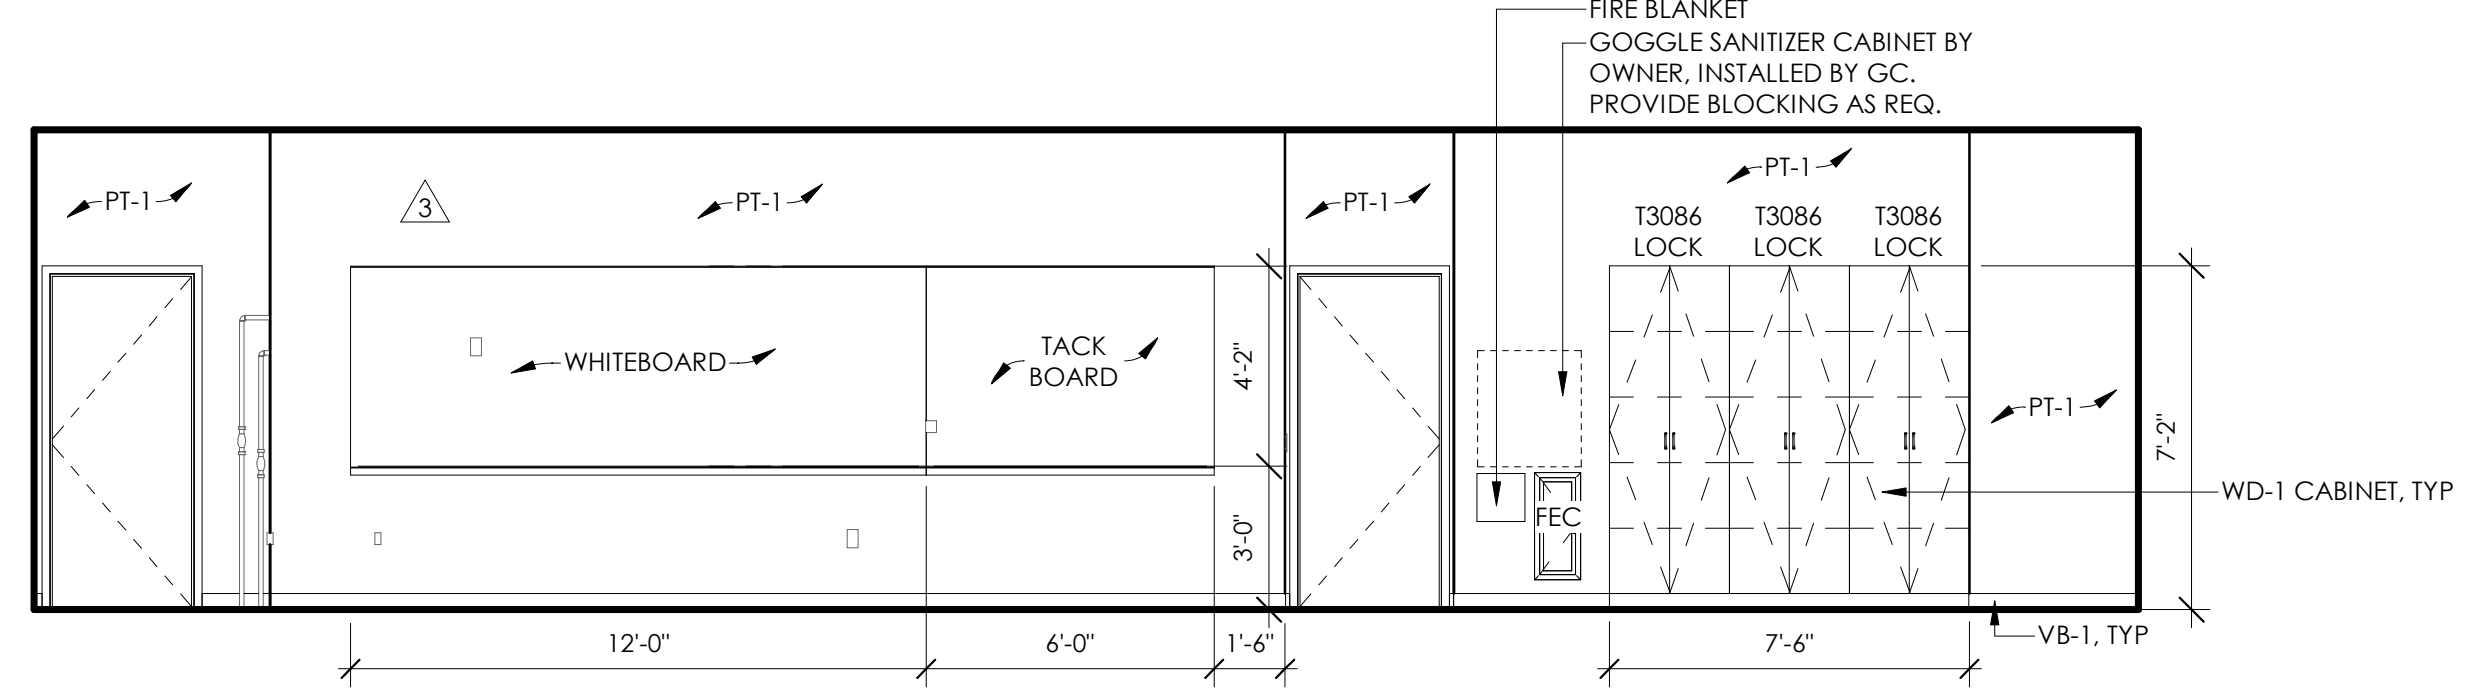 FIRE BLANKET
GOGGLE SANITIZER CABINET BY
OWNER, INSTALLED BY GC.
PROVIDE BLOCKING AS REQ.
PT-1
3
PT-1
PT-1
PT-1
T3086
LOCK
T3086
LOCK
T3086
LOCK
WHITEBOARD
TACK
BOARD
4'-2"
3'-0"
FEC
PT-1
7'-2"
WD-1 CABINET, TYP
VB-1, TYP
12'-0"
6'-0"
1'-6"
7'-6"